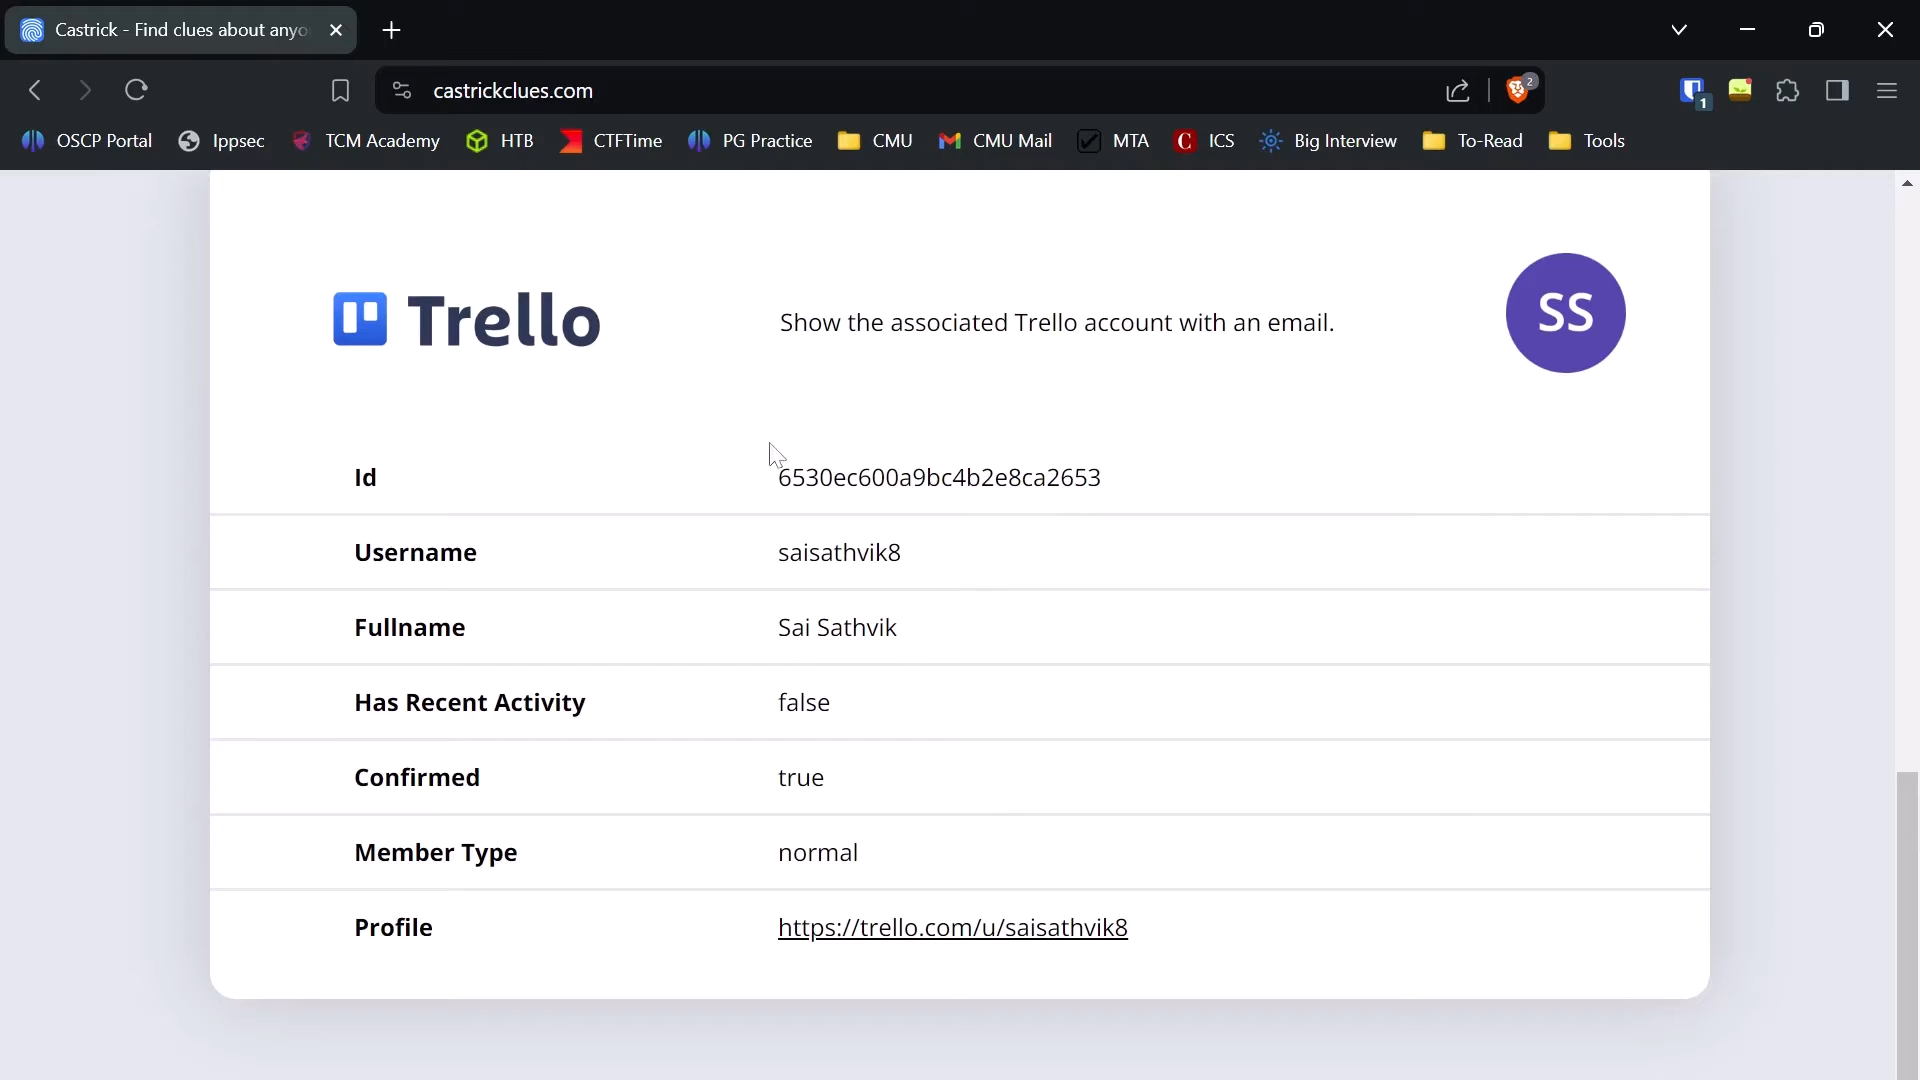 Castrick - Find clues about anyo
castrickclues.com
2
1
OSCP Portal Ippsec TCM Academy HTB CTFTime PG Practice CMU CMU Mail MTA ICS Big Interview To-Read Tools
Trello Show the associated Trello account with an email. SS
Id 6530ec600a9bc4b2e8ca2653
Username saisathvik8
Fullname Sai Sathvik
Has Recent Activity false
Confirmed true
Member Type normal
Profile https://trello.com/u/saisathvik8